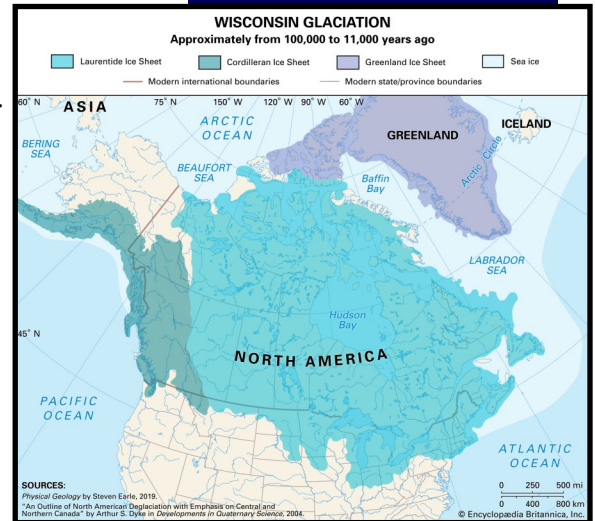 WISCONSIN GLACIATION
Approximately from 100,000 to 11,000 years ago
Laurentide Ice Sheet
Cordilleran Ice Sheet
Greenland Ice Sheet
Sea ice
Modern international boundaries
Modern state/province boundaries
60° N
ASIA
75° N
150° W
120° W
90° W
60° W
ARCTIC
OCEAN
GREENLAND
ICELAND
BERING
SEA
BEAUFORT
SEA
Baffin
Bay
Arctic Circle
LABRADOR
SEA
Hudson
Bay
45° N
NORTH AMERICA
PACIFIC
OCEAN
ATLANTIC
OCEAN
SOURCES:
Physical Geology by Steven Earle, 2019.
"An Outline of North American Deglaciation with Emphasis on Central and
Northern Canada" by Arthur S. Dyke in Developments in Quaternary Science, 2004.
0 250 500 mi
0 400 800 km
© Encyclopædia Britannica, Inc.